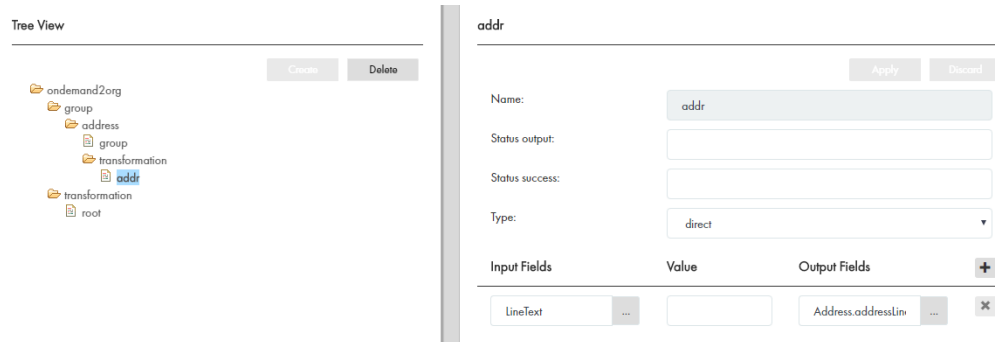 Tree View
Create
Delete
ondemand2org
group
address
group
transformation
addr
transformation
root
addr
Apply
Discard
Name:
addr
Status output:
Status success:
Type:
direct
Input Fields
Value
Output Fields
+
LineText
...
Address.addressLin
...
×